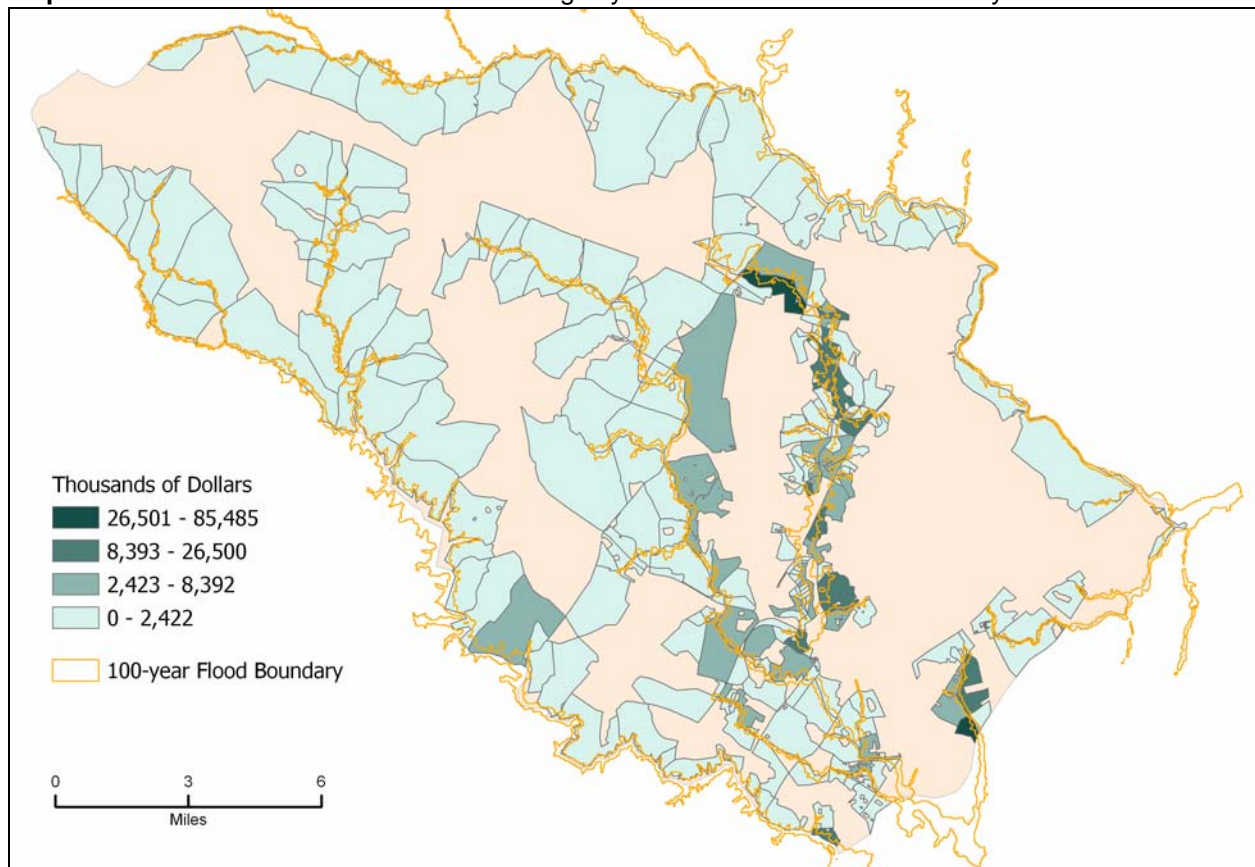 Thousands of Dollars
26,501 - 85,485
8,393 - 26,500
2,423 - 8,392
0 - 2,422
100-year Flood Boundary
0 3 6
Miles